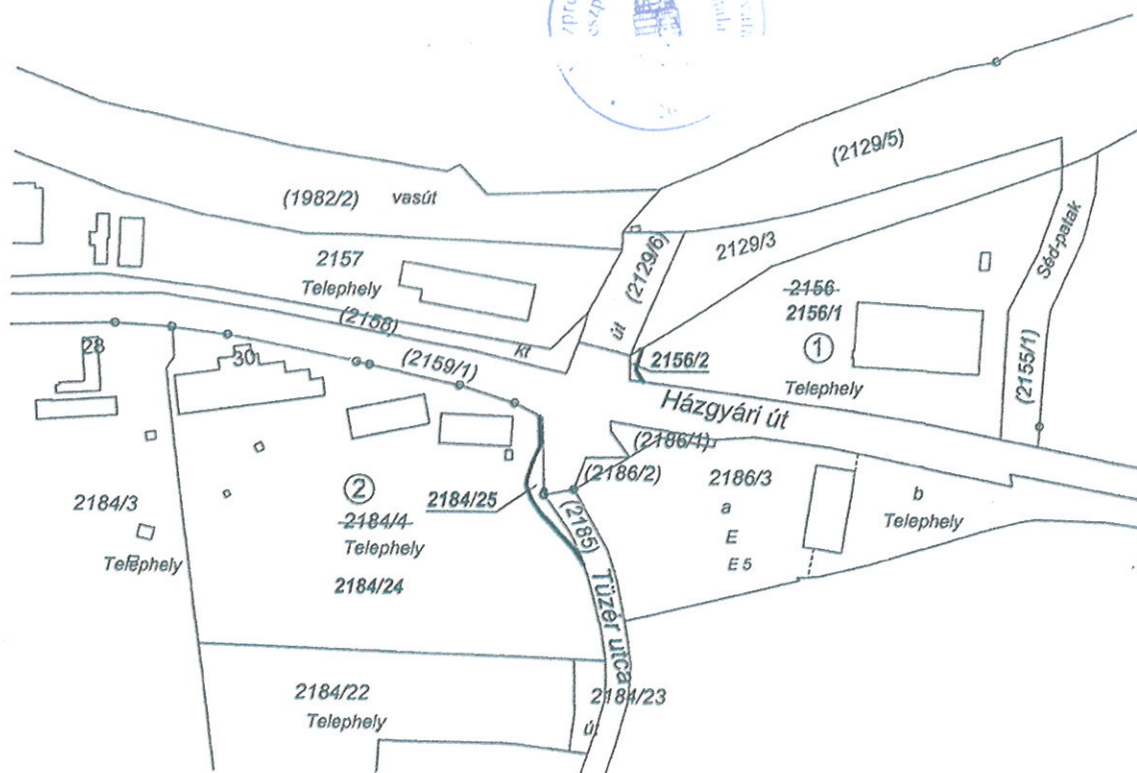 (2129/5)
(1982/2) vasút
Séd-patak
2157
Telephely
(2129/6)
út
2129/3
2156
2156/1
1
Telephely
(2155/1)
(2158)
kt
2156/2
28
30
(2159/1)
Házgyári út
(2186/1)
(2186/2)
2186/3
a
E
E 5
b
Telephely
2184/3
Telephely
2
2184/4
Telephely
2184/24
2184/25
(2185)
Tüzér utca
2184/22
Telephely
2184/23
út